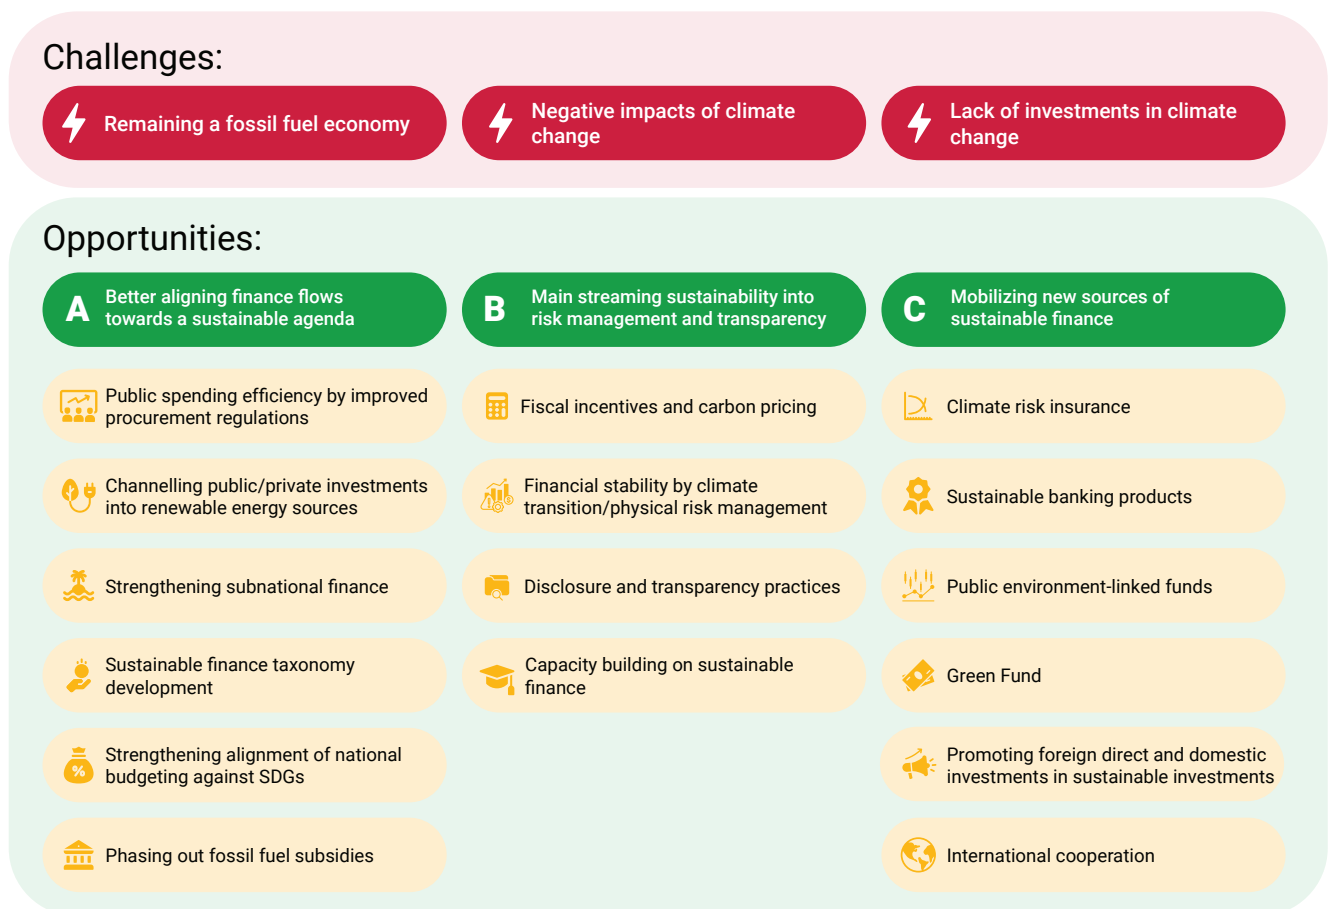 Challenges:
Remaining a fossil fuel economy
Negative impacts of climate
change
Lack of investments in climate
change
Opportunities:
A
Better aligning finance flows
towards a sustainable agenda
B
Main streaming sustainability into
risk management and transparency
C
Mobilizing new sources of
sustainable finance
Public spending efficiency by improved
procurement regulations
Channelling public/private investments
into renewable energy sources
Strengthening subnational finance
Sustainable finance taxonomy
development
Strengthening alignment of national
budgeting against SDGs
%
Phasing out fossil fuel subsidies
Fiscal incentives and carbon pricing
Financial stability by climate
transition/physical risk management
Disclosure and transparency practices
Capacity building on sustainable
finance
Climate risk insurance
Sustainable banking products
Public environment-linked funds
Green Fund
Promoting foreign direct and domestic
investments in sustainable investments
International cooperation